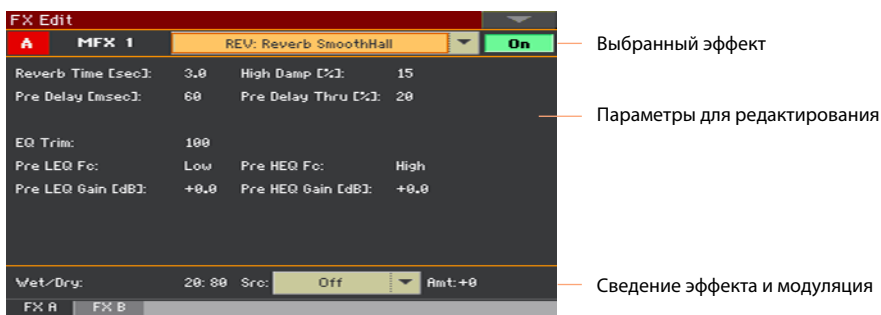 FX Edit
A MFX 1 REV: Reverb SmoothHall On Выбранный эффект
Reverb Time [sec]: 3.0 High Damp [%]: 15
Pre Delay [msec]: 60 Pre Delay Thru [%]: 20
Параметры для редактирования
EQ Trim: 100
Pre LEQ Fc: Low Pre HEQ Fc: High
Pre LEQ Gain [dB]: +0.0 Pre HEQ Gain [dB]: +0.0
Wet/Dry: 20:80 Src: Off Amt:+0 Сведение эффекта и модуляция
FX A FX B